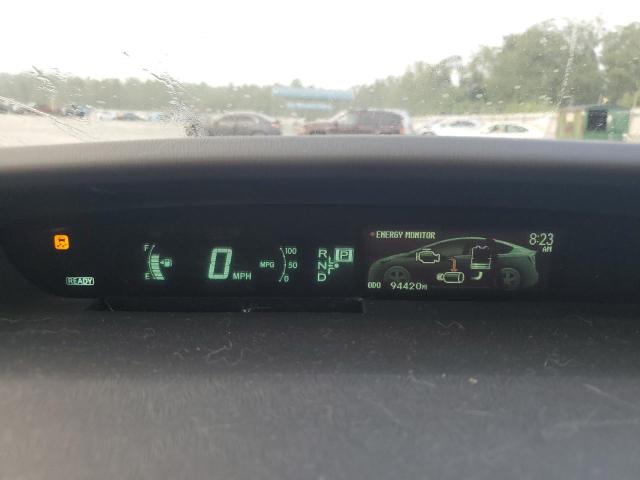 READY
F
E
0 MPH
MPG
100
50
0
R
N
D
P
ENERGY MONITOR
8:23
AM
ODO 94420MI